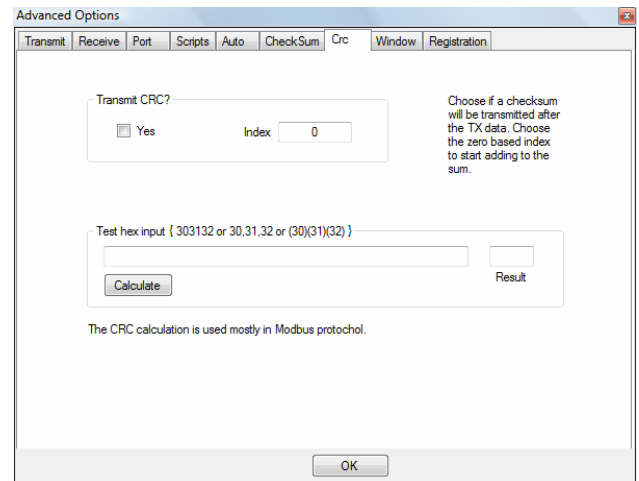 Advanced Options
Transmit Receive Port Scripts Auto CheckSum Crc Window Registration
Transmit CRC?
Yes Index 0
Choose if a checksum
will be transmitted after
the TX data. Choose
the zero based index
to start adding to the
sum.
Test hex input { 303132 or 30,31,32 or (30)(31)(32) }
Calculate
Result
The CRC calculation is used mostly in Modbus protochol.
OK